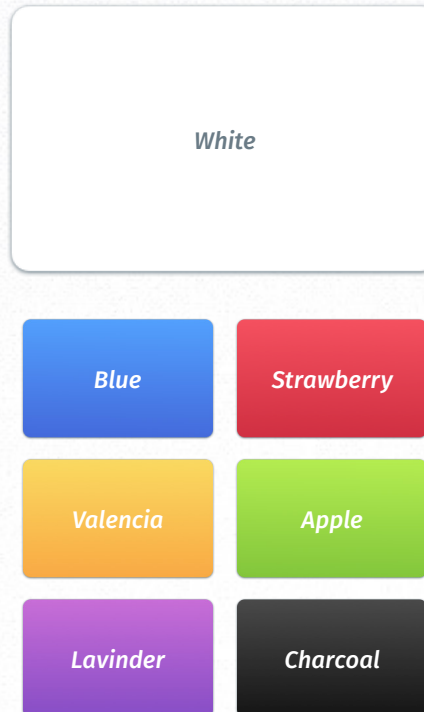 White
Blue
Strawberry
Valencia
Apple
Lavinder
Charcoal